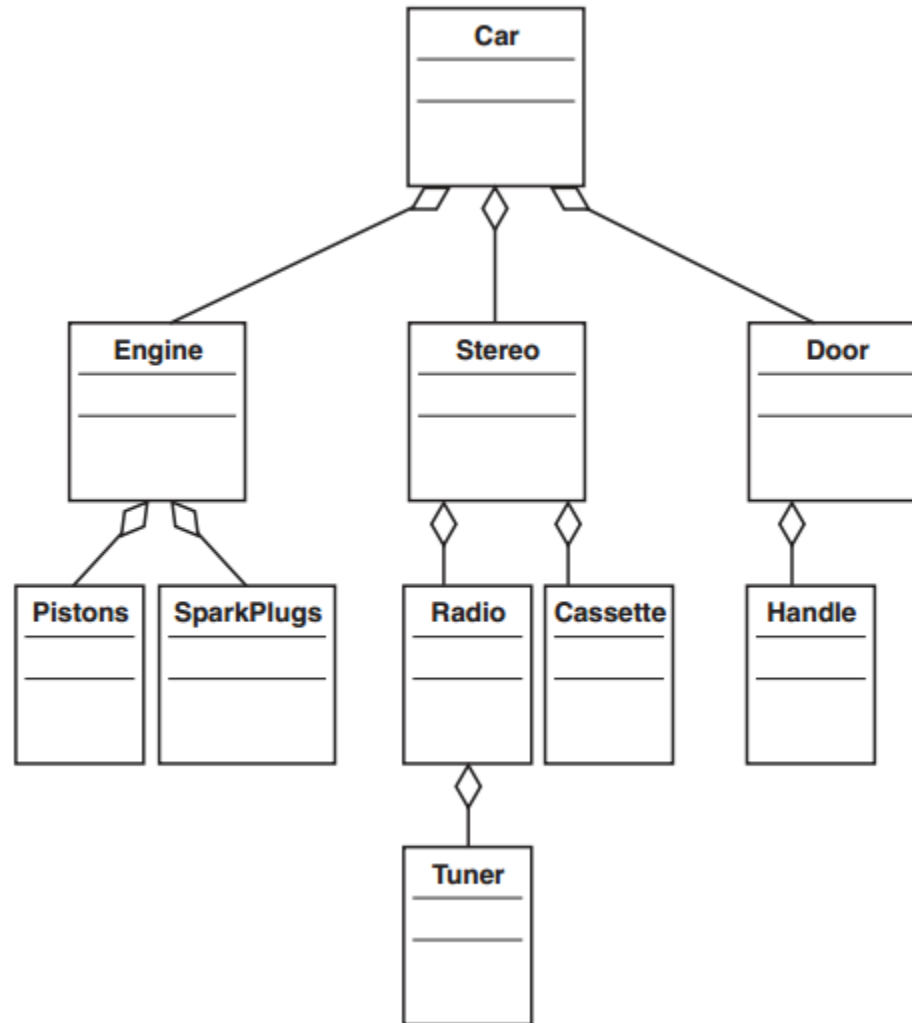 Car
Engine
Stereo
Door
Pistons
SparkPlugs
Radio
Cassette
Handle
Tuner